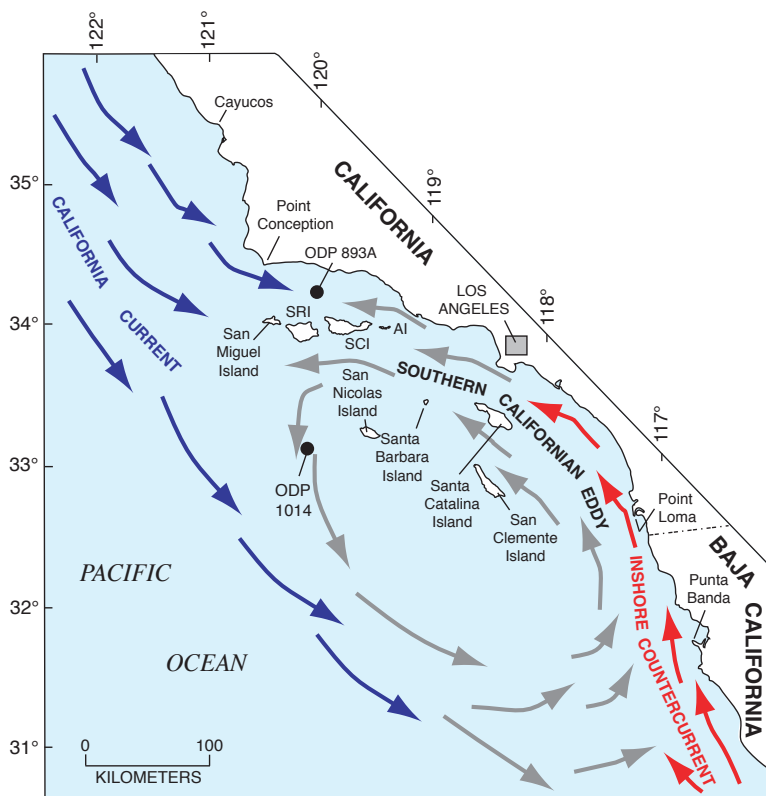 122°
121°
120°
119°
118°
117°
35°
34°
33°
32°
31°
Cayucos
CALIFORNIA
Point
Conception
ODP 893A
LOS
ANGELES
CALIFORNIA
CURRENT
SRI
San
Miguel
Island
SCI
AI
SOUTHERN CALIFORNIAN EDDY
San
Nicolas
Island
Santa
Barbara
Island
Santa
Catalina
Island
San
Clemente
Island
ODP
1014
Point
Loma
BAJA
CALIFORNIA
Punta
Banda
INSHORE COUNTERCURRENT
PACIFIC
OCEAN
0 100
KILOMETERS